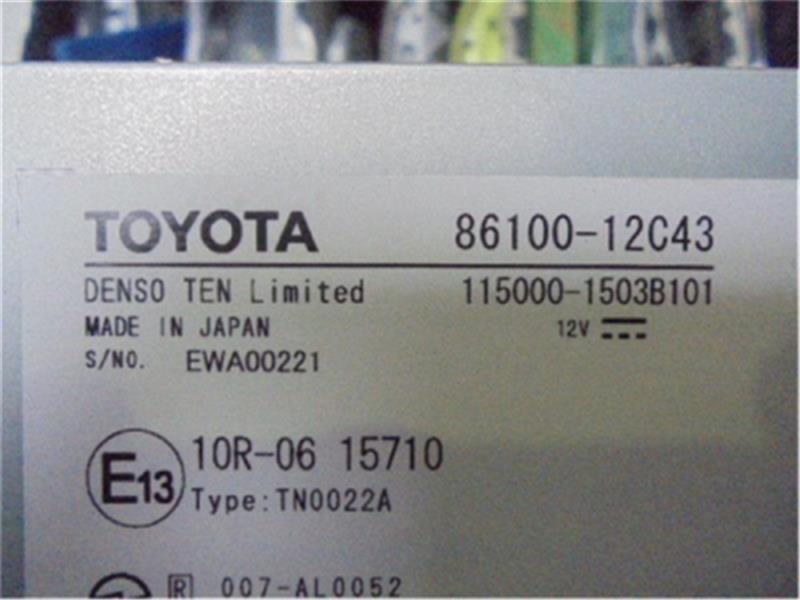 TOYOTA 86100-12C43
DENSO TEN Limited 115000-1503B101
MADE IN JAPAN 12V
S/NO. EWA00221
E13 10R-06 15710
Type:TN0022A
R 007-AL0052